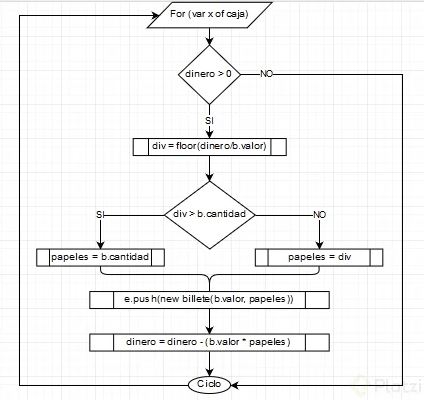 For (var x of caja)
dinero > 0
NO
SI
div = floor(dinero/b.valor)
div > b.cantidad
SI
NO
papeles = b.cantidad
papeles = div
e.push(new billete(b.valor, papeles))
dinero = dinero - (b.valor * papeles)
Ciclo
Platzi